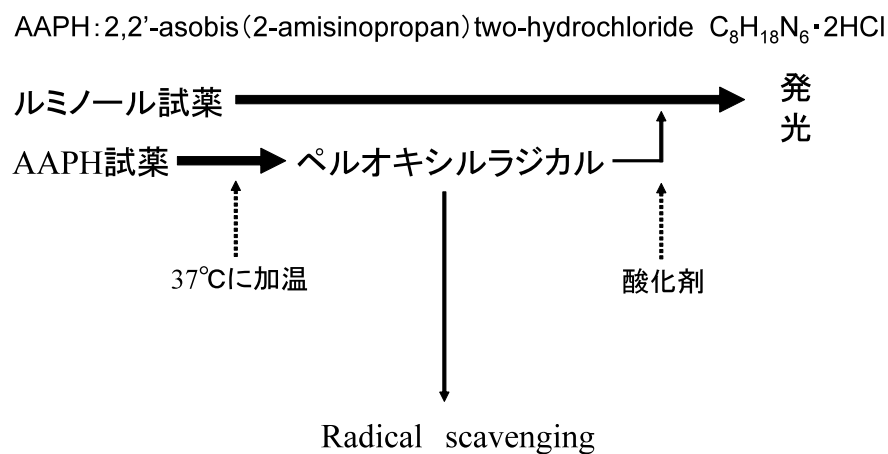 AAPH：2,2’-asobis（2-amisinopropan）two-hydrochloride C₈H₁₈N₆・2HCl
ルミノール試薬
発光
AAPH試薬
ペルオキシルラジカル
37℃に加温
酸化剤
Radical scavenging